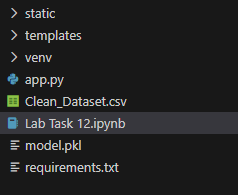 static
templates
venv
app.py
Clean_Dataset.csv
Lab Task 12.ipynb
model.pkl
requirements.txt